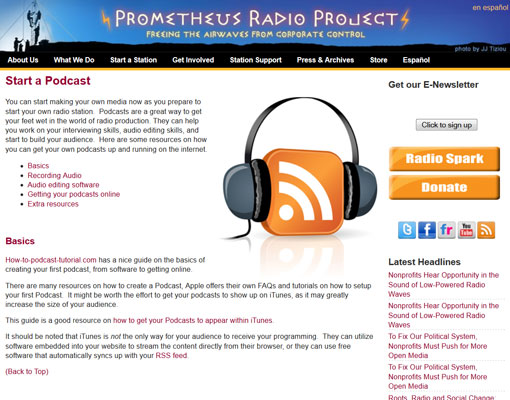 en español
PROMETHEUS RADIO PROJECT
FREEING THE AIRWAVES FROM CORPORATE CONTROL
photo by JJ Tiziou
About Us What We Do Start a Station Get Involved Station Support Press & Archives Store Español
Start a Podcast
You can start making your own media now as you prepare to
start your own radio station. Podcasts are a great way to get
your feet wet in the world of radio production. They can help
you work on your interviewing skills, audio editing skills, and
start to build your audience. Here are some resources on how
you can get your own podcasts up and running on the internet.
Basics
Recording Audio
Audio editing software
Getting your podcasts online
Extra resources
Basics
How-to-podcast-tutorial.com has a nice guide on the basics of
creating your first podcast, from software to getting online.
There are many resources on how to create a Podcast, Apple offers their own FAQs and tutorials on how to setup
your first Podcast. It might be worth the effort to get your podcasts to show up on iTunes, as it may greatly
increase the size of your audience.
This guide is a good resource on how to get your Podcasts to appear within iTunes.
It should be noted that iTunes is not the only way for your audience to receive your programming. They can utilize
software embedded into your website to stream the content directly from their browser, or they can use free
software that automatically syncs up with your RSS feed.
(Back to Top)
Get our E-Newsletter
Click to sign up
Radio Spark
Donate
You Tube
Latest Headlines
Nonprofits Hear Opportunity in the
Sound of Low-Powered Radio
Waves
Nonprofits Hear Opportunity in the
Sound of Low-Powered Radio
Waves
To Fix Our Political System,
Nonprofits Must Push for More
Open Media
To Fix Our Political System,
Nonprofits Must Push for More
Open Media
Roots, Radio and Social Change